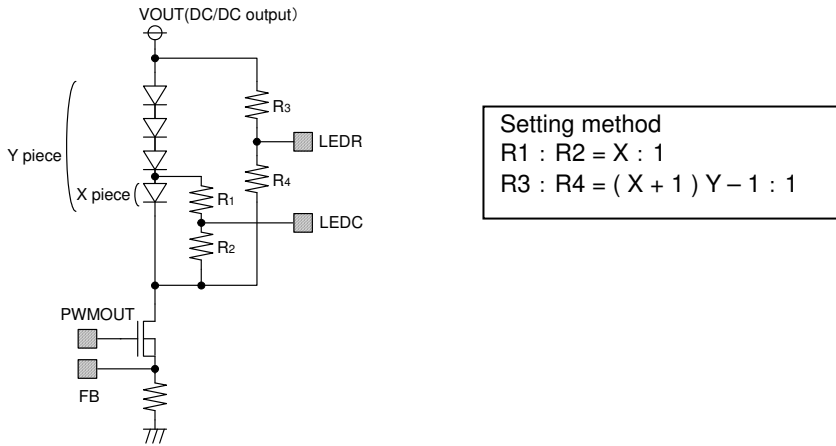 VOUT(DC/DC output）
R3
LEDR
Y piece
R4
X piece
R1
LEDC
R2
PWMOUT
FB
Setting method
R1 : R2 = X : 1
R3 : R4 = ( X + 1 ) Y – 1 : 1